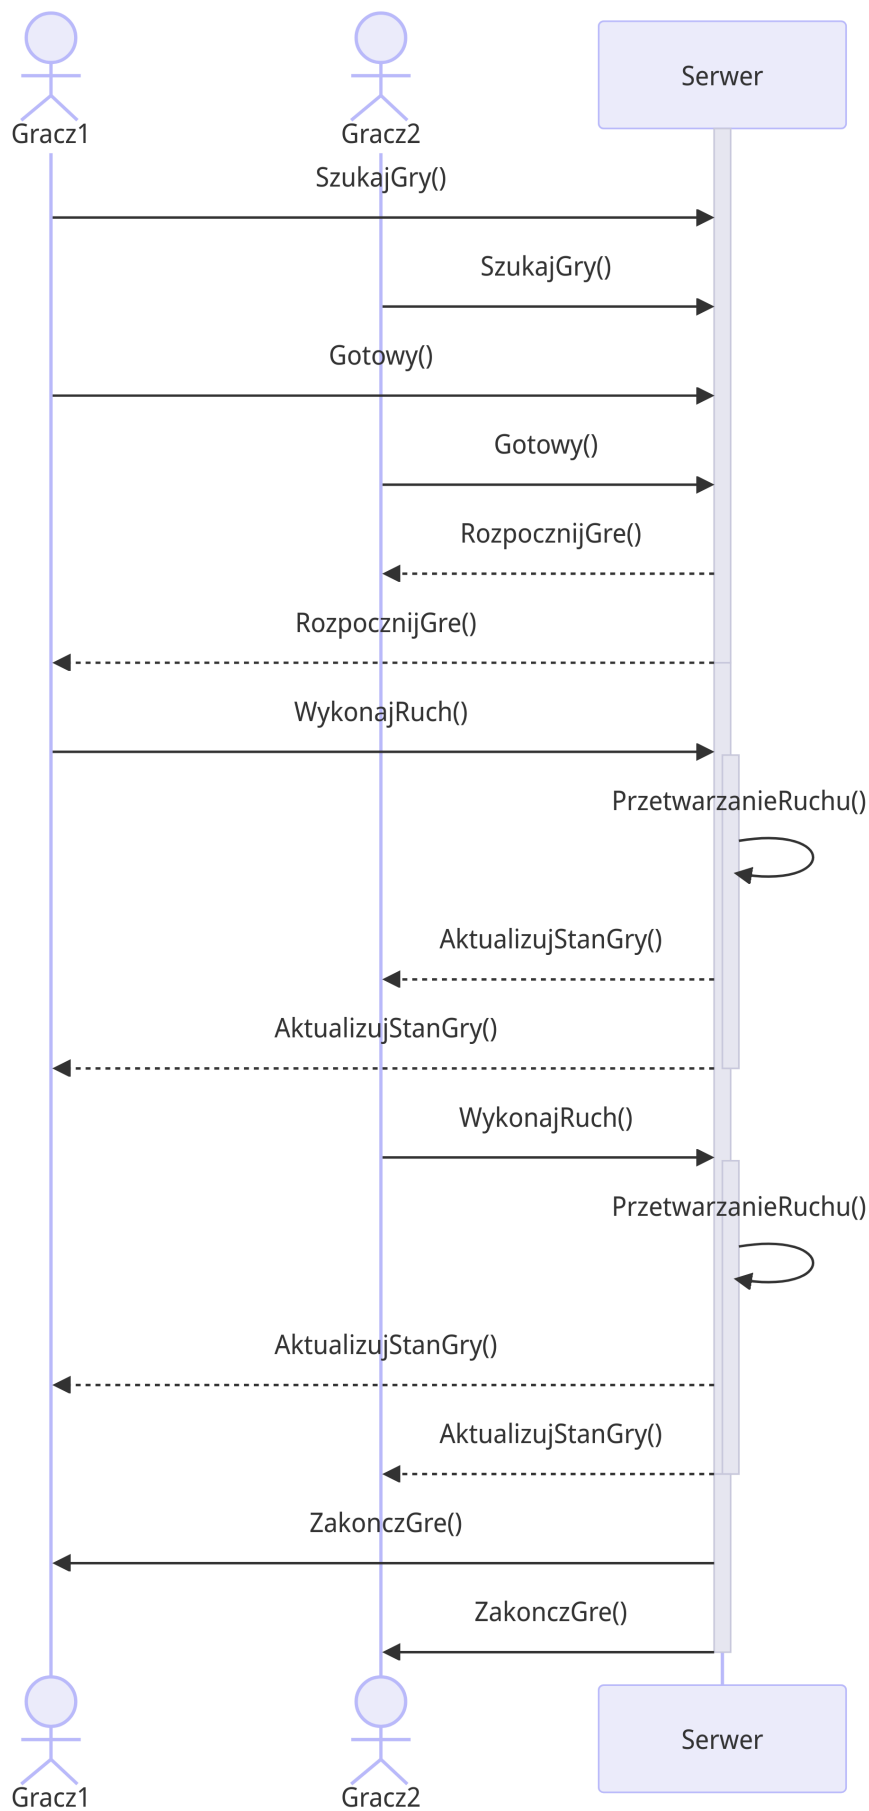 Gracz1
Gracz2
Serwer
SzukajGry()
SzukajGry()
Gotowy()
Gotowy()
RozpocznijGre()
RozpocznijGre()
WykonajRuch()
PrzetwarzanieRuchu()
AktualizujStanGry()
AktualizujStanGry()
WykonajRuch()
PrzetwarzanieRuchu()
AktualizujStanGry()
AktualizujStanGry()
ZakonczGre()
ZakonczGre()
Gracz1
Gracz2
Serwer